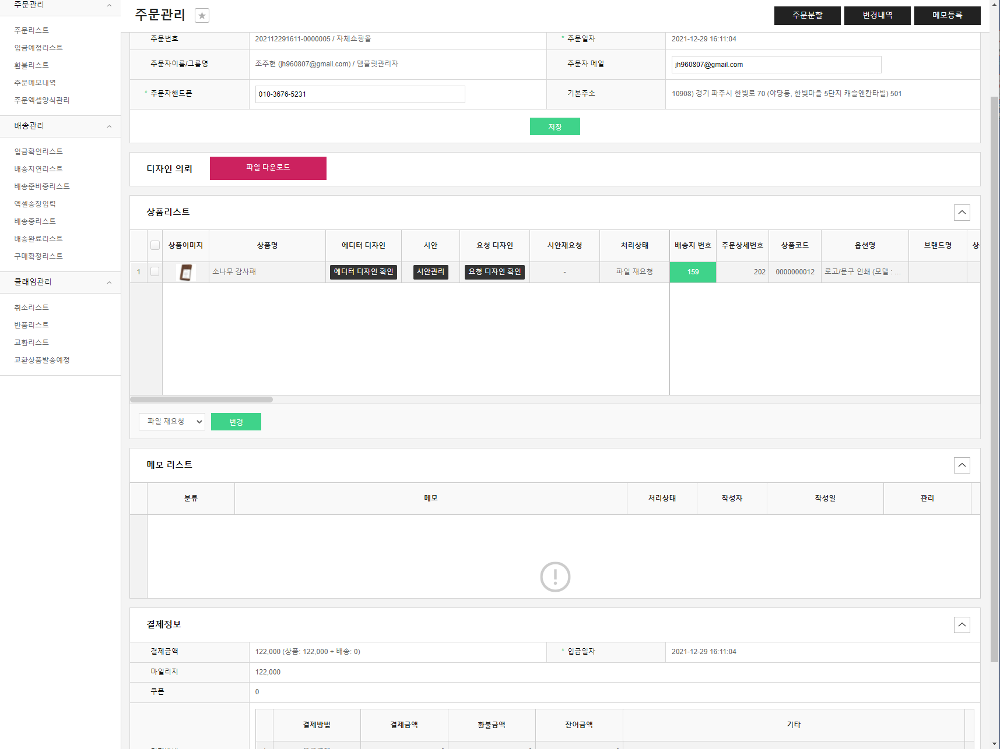 주문관리
주문리스트
입금예정리스트
환불리스트
주문메모내역
주문엑셀양식관리
배송관리
입금확인리스트
배송지연리스트
배송준비중리스트
엑셀송장입력
배송중리스트
배송완료리스트
구매확정리스트
클래임관리
취소리스트
반품리스트
교환리스트
교환상품발송예정
주문관리 ★
주문분할 변경내역 메모등록
주문번호 202112291611-0000005 / 자체쇼핑몰 * 주문일자 2021-12-29 16:11:04
주문자이름/그룹명 조주현 (jh960807@gmail.com) / 템플릿관리자 주문자 메일 jh960807@gmail.com
* 주문자핸드폰 010-3676-5231 기본주소 10908) 경기 파주시 한빛로 70 (야당동, 한빛마을 5단지 캐슬앤칸타빌) 501
저장
디자인 의뢰 파일 다운로드
상품리스트
상품이미지 상품명 에디터 디자인 시안 요청 디자인 시안재요청 처리상태 배송지 번호 주문상세번호 상품코드 옵션명 브랜드명 상
1 소나무 감사패 에디터 디자인 확인 시안관리 요청 디자인 확인 - 파일 재요청 159 202 0000000012 로고/문구 인쇄 (모델 : ...
파일 재요청 변경
메모 리스트
분류 메모 처리상태 작성자 작성일 관리
결제정보
결제금액 122,000 (상품: 122,000 + 배송: 0) * 입금일자 2021-12-29 16:11:04
마일리지 122,000
쿠폰 0
결제방법 결제금액 환불금액 잔여금액 기타